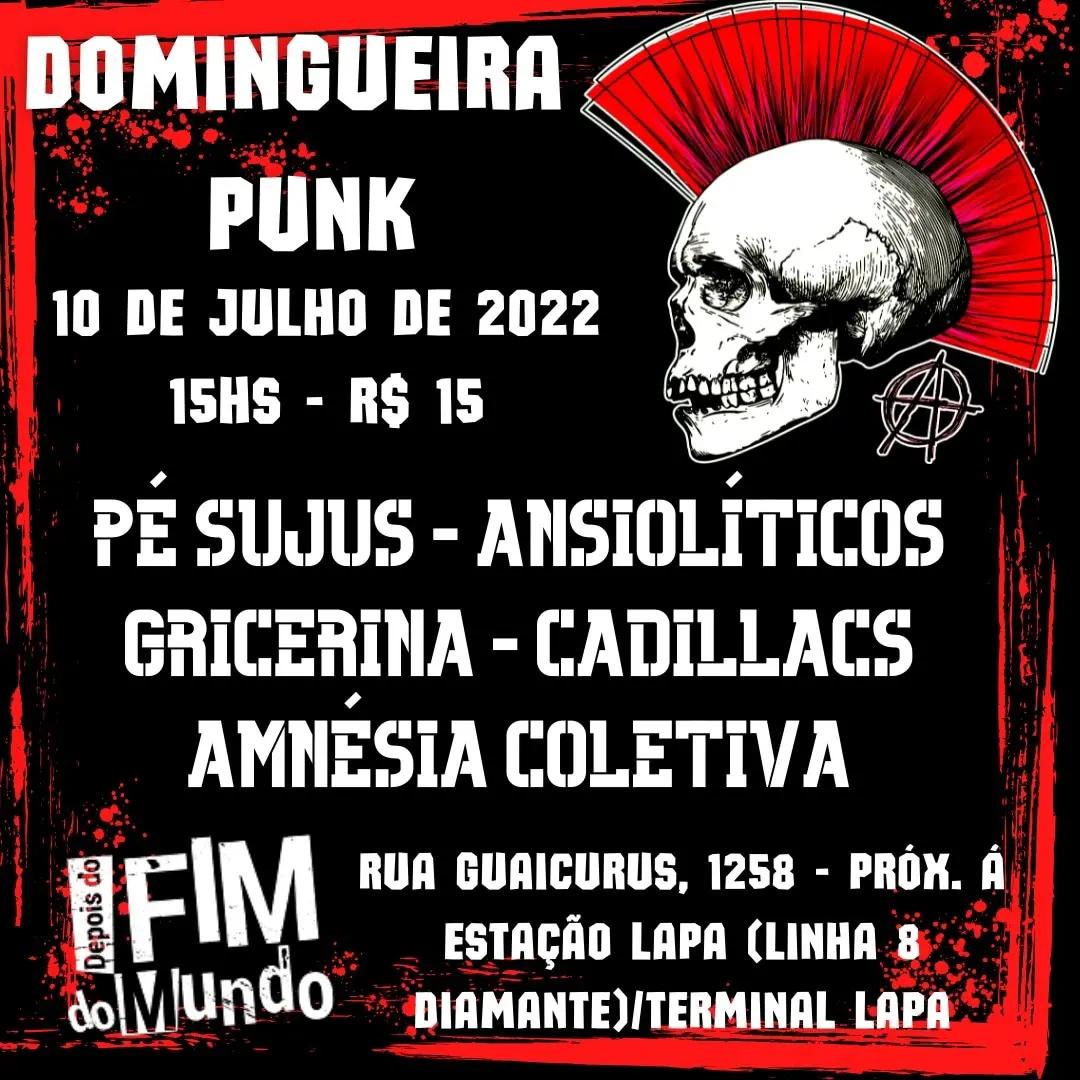 DOMINGUEIRA
PUNK
10 DE JULHO DE 2022
15HS - R$ 15
PÉ SUJUS - ANSIOLÍTICOS
GRICERINA - CADILLACS
AMNÉSIA COLETIVA
Depois do
FIM
do Mundo
RUA GUAICURUS, 1258 - PRÓX. Á
ESTAÇÃO LAPA (LINHA 8
DIAMANTE)/TERMINAL LAPA